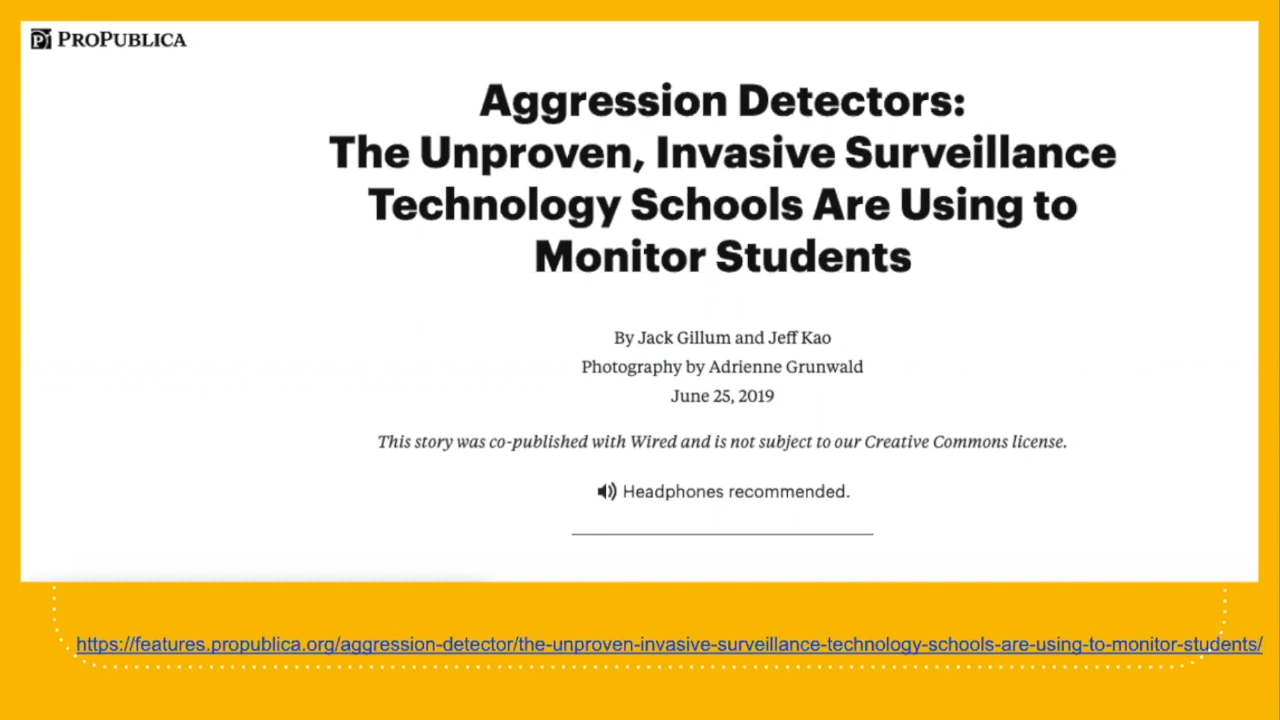 PROPUBLICA
Aggression Detectors:
The Unproven, Invasive Surveillance
Technology Schools Are Using to
Monitor Students
By Jack Gillum and Jeff Kao
Photography by Adrienne Grunwald
June 25, 2019
This story was co-published with Wired and is not subject to our Creative Commons license.
Headphones recommended.
https://features.propublica.org/aggression-detector/the-unproven-invasive-surveillance-technology-schools-are-using-to-monitor-students/